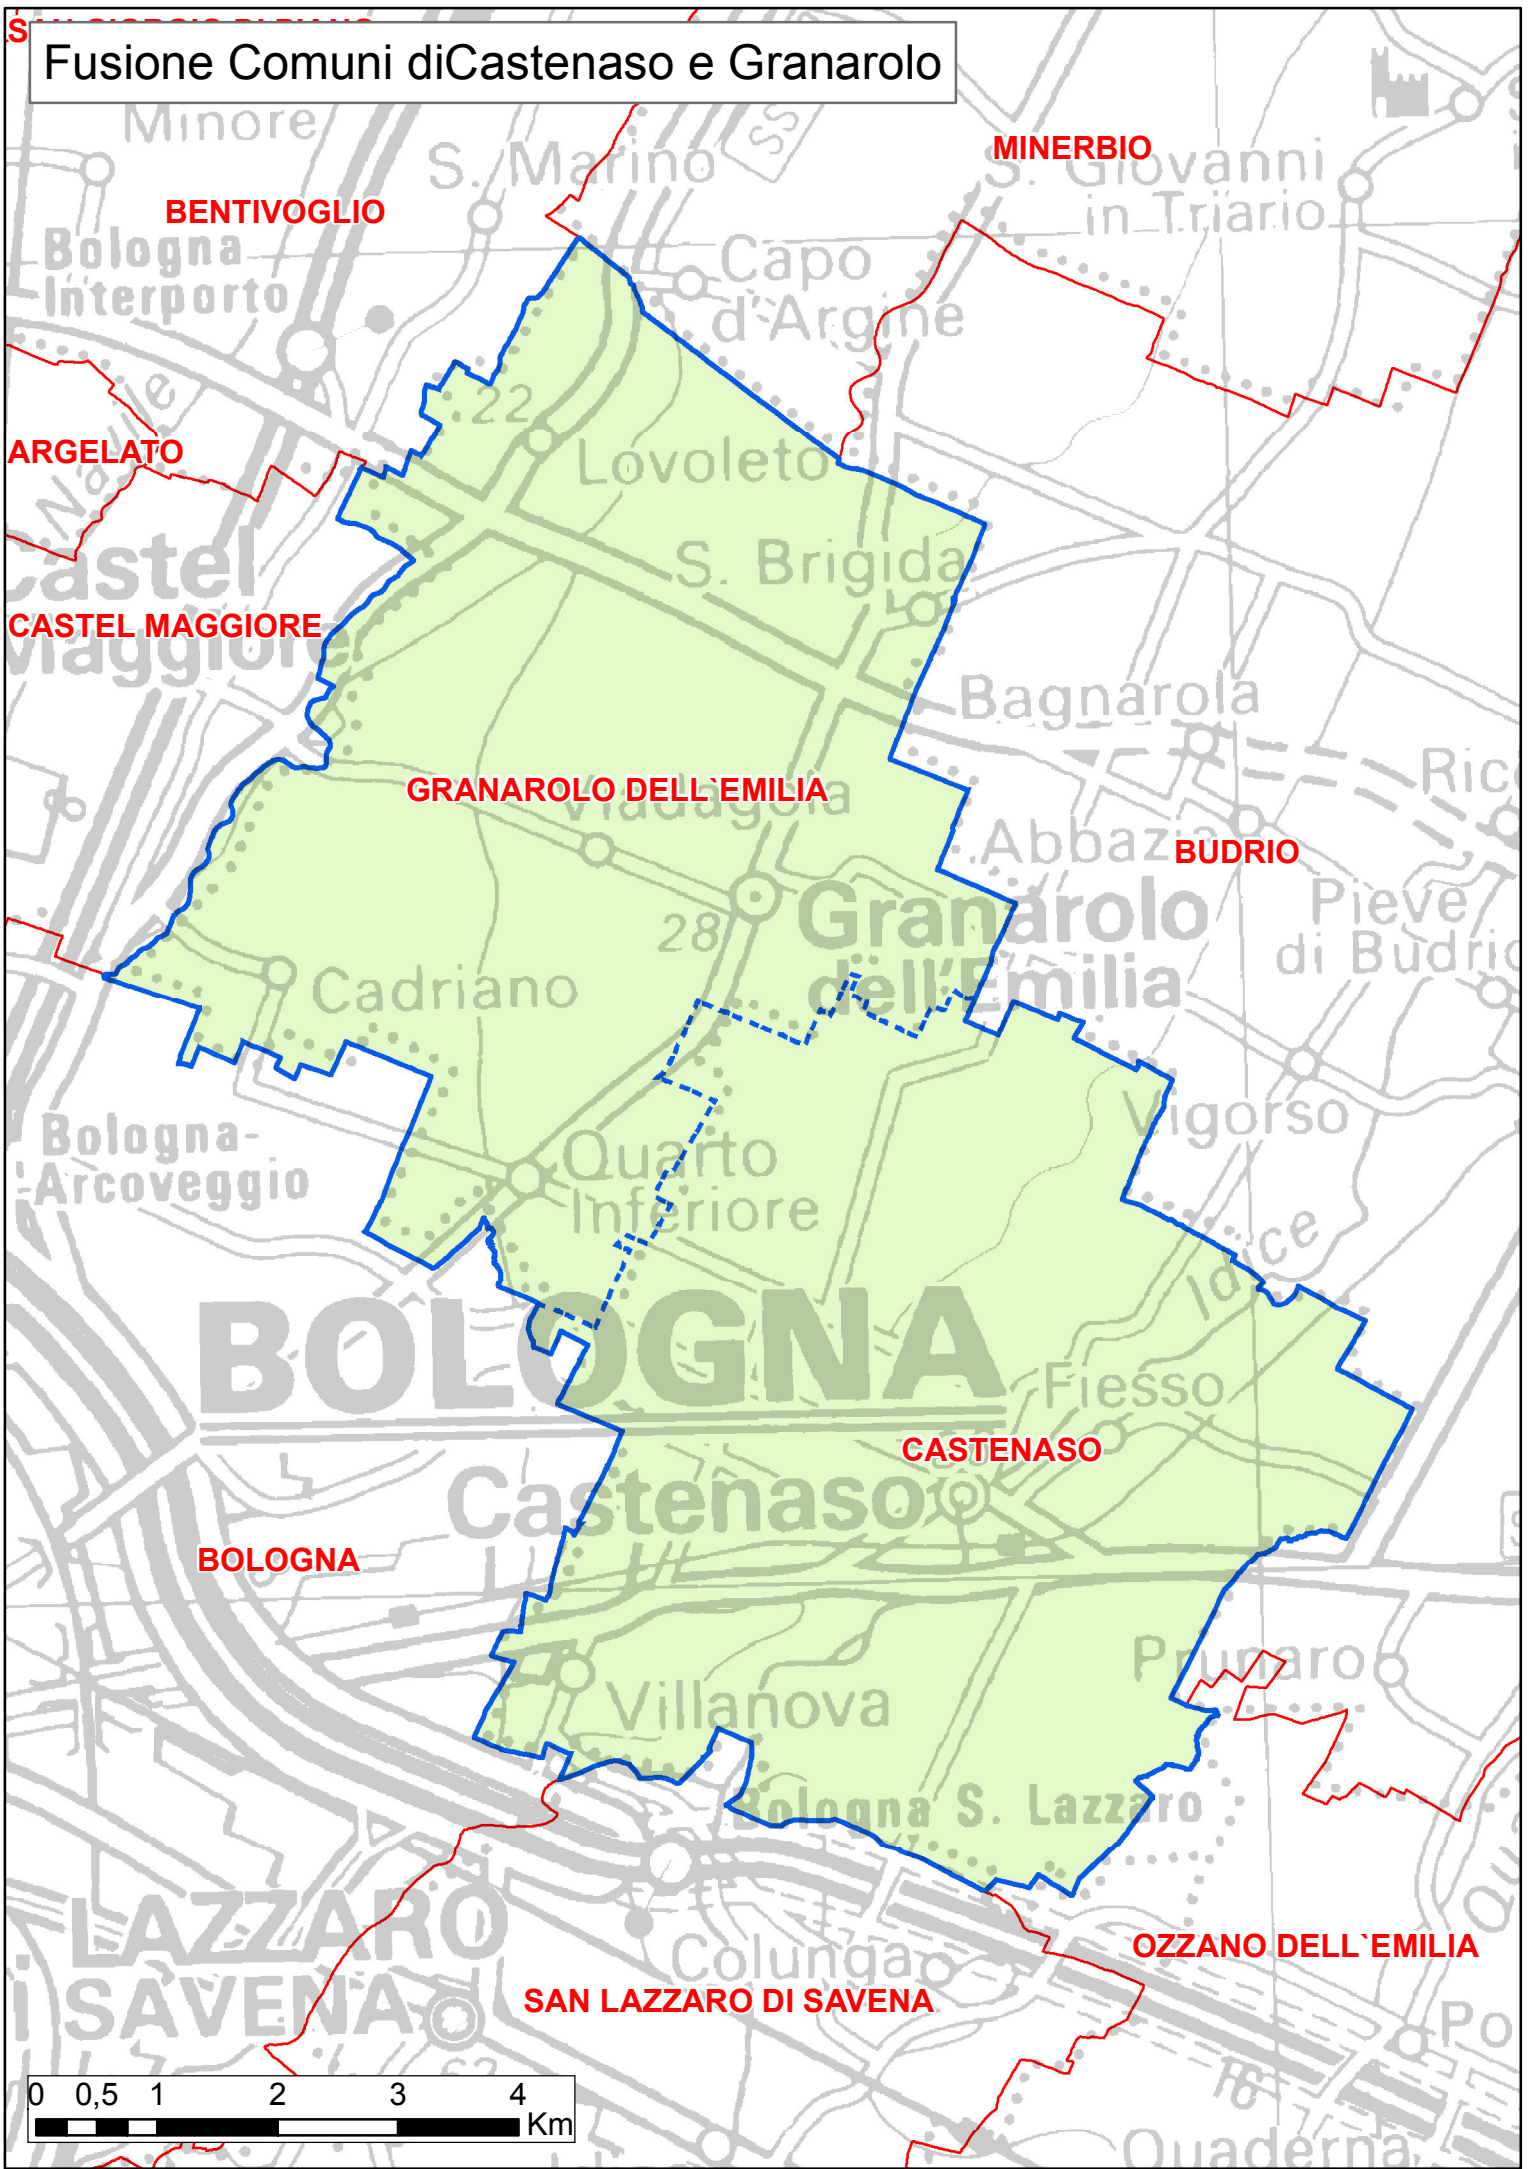 Fusione Comuni diCastenaso e Granarolo
Minore
S. Marino
SS
MINERBIO
S. Giovanni
in Triario
BENTIVOGLIO
Bologna
Interporto
Capo
d'Argine
22
Lovoleto
ARGELATO
Navile
S. Brigida
Castel
Maggiore
CASTEL MAGGIORE
Bagnarola
GRANAROLO DELL`EMILIA
Viadagola
Abbazia
BUDRIO
Granarolo
dell'Emilia
28
Pieve
di Budrio
Cadriano
Vigorso
Bologna-
Arcoveggio
Quarto
Inferiore
Idice
BOLOGNA
Fiesso
CASTENASO
Castenaso
BOLOGNA
Prunaro
Villanova
Bologna S. Lazzaro
LAZZARO
SAVENA
Colunga
OZZANO DELL`EMILIA
SAN LAZZARO DI SAVENA
62
0 0,5 1 2 3 4
Km
Quaderna